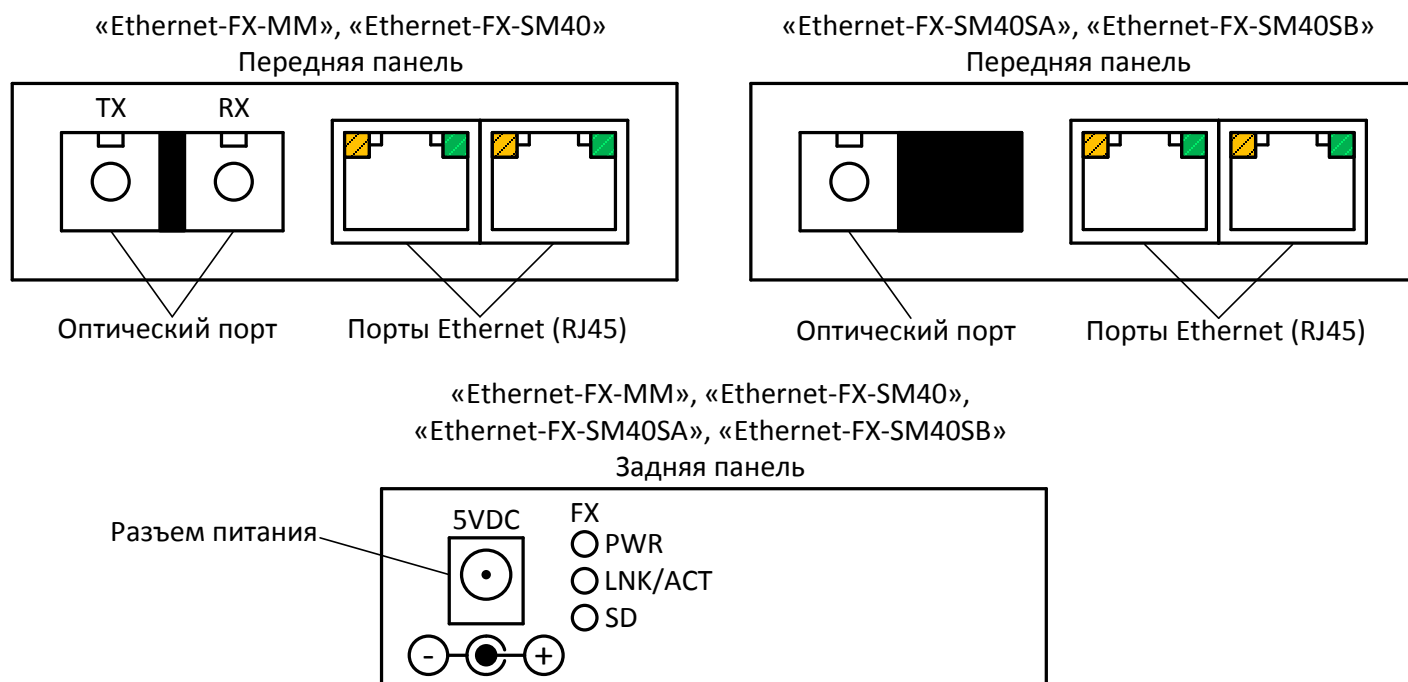 «Ethernet-FX-MM», «Ethernet-FX-SM40»
Передняя панель
TX RX
Оптический порт
Порты Ethernet (RJ45)
«Ethernet-FX-SM40SA», «Ethernet-FX-SM40SB»
Передняя панель
Оптический порт
Порты Ethernet (RJ45)
«Ethernet-FX-MM», «Ethernet-FX-SM40»,
«Ethernet-FX-SM40SA», «Ethernet-FX-SM40SB»
Задняя панель
Разъем питания
5VDC
FX
PWR
LNK/ACT
SD
- +